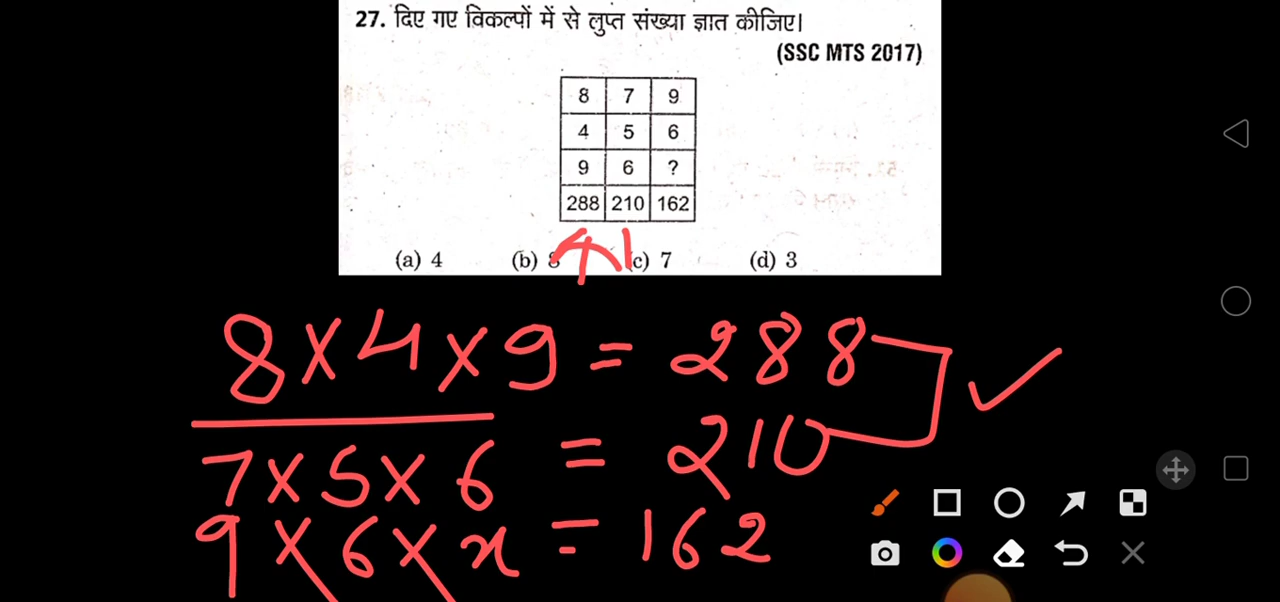 27. दिए गए विकल्पों में से लुप्त संख्या ज्ञात कीजिए।
(SSC MTS 2017)
8 7 9
4 5 6
9 6 ?
288 210 162
(a) 4 (b) 8 (c) 7 (d) 3
8 X 4 X 9 = 288
7 X 5 X 6 = 210
9 X 6 X x = 162